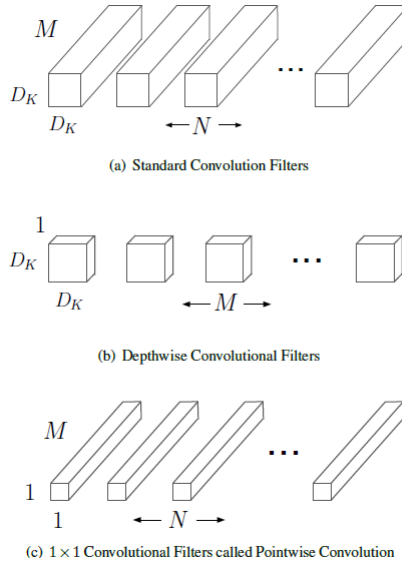 M
D_K
D_K
...
N
(a) Standard Convolution Filters
1
D_K
D_K
...
M
(b) Depthwise Convolutional Filters
M
...
1
1
N
(c) 1 × 1 Convolutional Filters called Pointwise Convolution